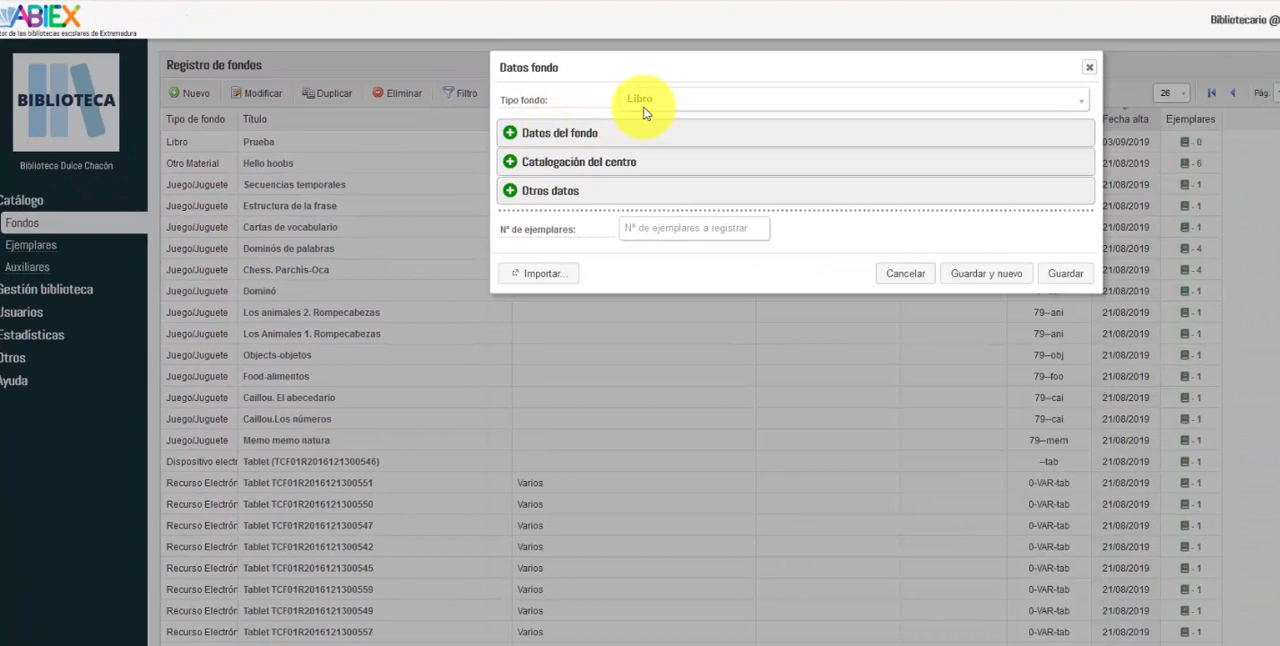 ABIEX
tor de las bibliotecas escolares de Extremadura
Bibliotecario @
BIBLIOTECA
Biblioteca Dulce Chacón
Catálogo
Fondos
Ejemplares
Auxiliares
Gestión biblioteca
Usuarios
Estadísticas
Otros
Ayuda
Registro de fondos
Nuevo Modificar Duplicar Eliminar Filtro
26 Pág.
Datos fondo
Tipo fondo: Libro
Datos del fondo
Catalogación del centro
Otros datos
Nº de ejemplares: Nº de ejemplares a registrar
Importar... Cancelar Guardar y nuevo Guardar
Tipo de fondo Título Fecha alta Ejemplares
Libro Prueba 03/09/2019 - 0
Otro Material Hello hoobs 21/08/2019 - 6
Juego/Juguete Secuencias temporales 21/08/2019 - 1
Juego/Juguete Estructura de la frase 21/08/2019 - 1
Juego/Juguete Cartas de vocabulario 21/08/2019 - 1
Juego/Juguete Dominós de palabras 21/08/2019 - 4
Juego/Juguete Chess. Parchís-Oca 21/08/2019 - 4
Juego/Juguete Dominó 21/08/2019 - 1
Juego/Juguete Los animales 2. Rompecabezas 79--ani 21/08/2019 - 1
Juego/Juguete Los Animales 1. Rompecabezas 79--ani 21/08/2019 - 1
Juego/Juguete Objects-objetos 79--obj 21/08/2019 - 1
Juego/Juguete Food-alimentos 79--foo 21/08/2019 - 1
Juego/Juguete Caillou. El abecedario 79--cai 21/08/2019 - 1
Juego/Juguete Caillou.Los números 79--cai 21/08/2019 - 1
Juego/Juguete Memo memo natura 79--mem 21/08/2019 - 1
Dispositivo electr Tablet (TCF01R2016121300546) --tab 21/08/2019 - 1
Recurso Electrón Tablet TCF01R2016121300551 Varios 0-VAR-tab 21/08/2019 - 1
Recurso Electrón Tablet TCF01R2016121300550 Varios 0-VAR-tab 21/08/2019 - 1
Recurso Electrón Tablet TCF01R2016121300547 Varios 0-VAR-tab 21/08/2019 - 1
Recurso Electrón Tablet TCF01R2016121300542 Varios 0-VAR-tab 21/08/2019 - 1
Recurso Electrón Tablet TCF01R2016121300545 Varios 0-VAR-tab 21/08/2019 - 1
Recurso Electrón Tablet TCF01R2016121300559 Varios 0-VAR-tab 21/08/2019 - 1
Recurso Electrón Tablet TCF01R2016121300549 Varios 0-VAR-tab 21/08/2019 - 1
Recurso Electrón Tablet TCF01R2016121300557 Varios 0-VAR-tab 21/08/2019 - 1